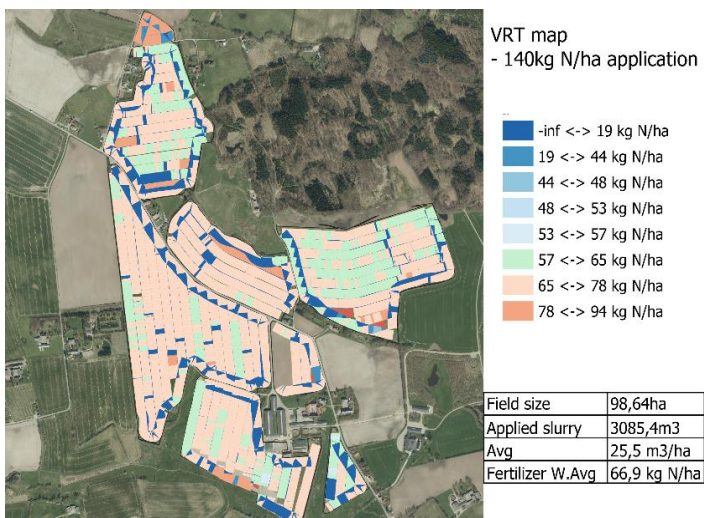 VRT map
- 140kg N/ha application
-inf <-> 19 kg N/ha
19 <-> 44 kg N/ha
44 <-> 48 kg N/ha
48 <-> 53 kg N/ha
53 <-> 57 kg N/ha
57 <-> 65 kg N/ha
65 <-> 78 kg N/ha
78 <-> 94 kg N/ha
Field size 98,64ha
Applied slurry 3085,4m3
Avg 25,5 m3/ha
Fertilizer W.Avg 66,9 kg N/ha